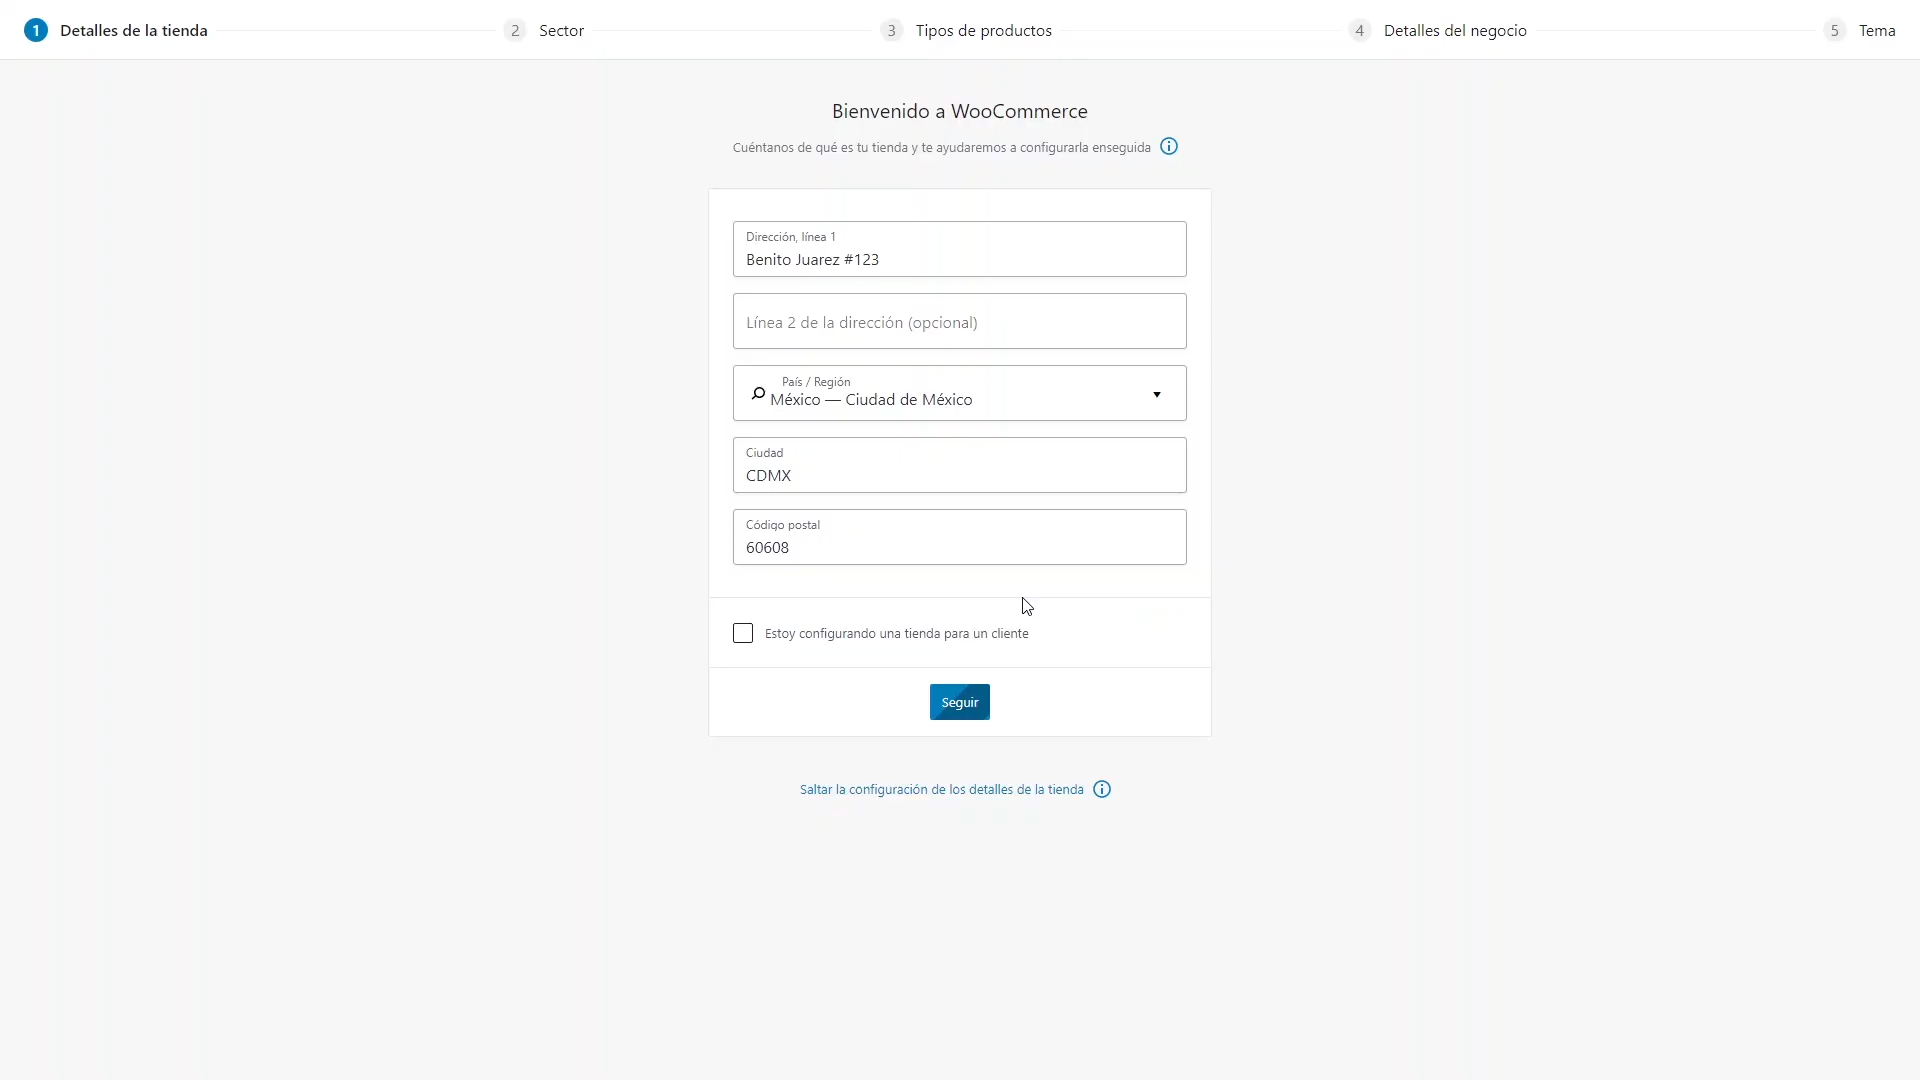 1 Detalles de la tienda 2 Sector 3 Tipos de productos 4 Detalles del negocio 5 Tema
Bienvenido a WooCommerce
Cuéntanos de qué es tu tienda y te ayudaremos a configurarla enseguida
Dirección, línea 1
Benito Juarez #123
Línea 2 de la dirección (opcional)
País / Región
México — Ciudad de México
Ciudad
CDMX
Código postal
60608
Estoy configurando una tienda para un cliente
Seguir
Saltar la configuración de los detalles de la tienda